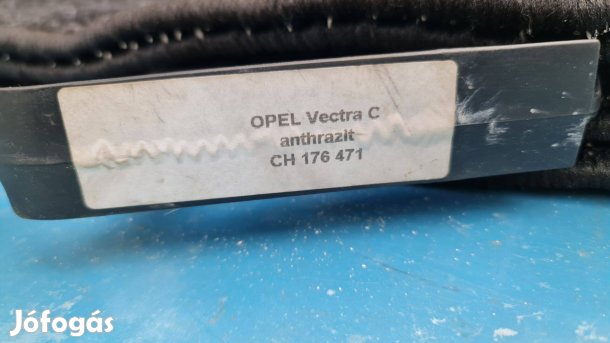 OPEL Vectra C
anthrazit
CH 176 471
Jófogás